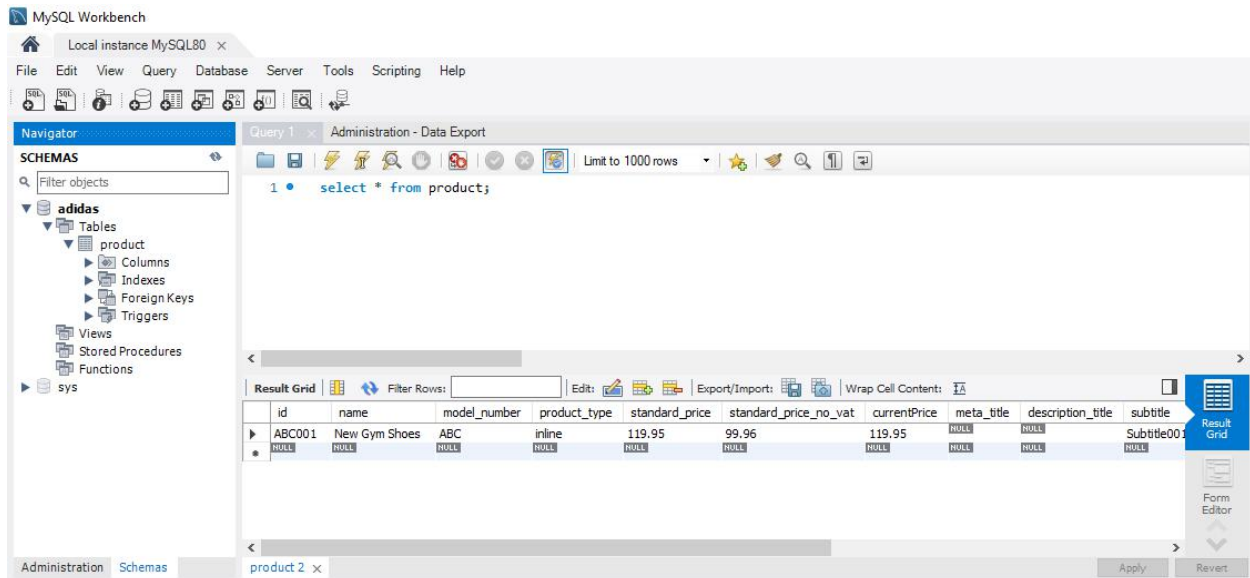 MySQL Workbench
Local instance MySQL80 ×
File Edit View Query Database Server Tools Scripting Help
Navigator
SCHEMAS
Filter objects
adidas
Tables
product
Columns
Indexes
Foreign Keys
Triggers
Views
Stored Procedures
Functions
sys
Administration Schemas
Query 1 × Administration - Data Export
Limit to 1000 rows
1 select * from product;
Result Grid Filter Rows: Edit: Export/Import: Wrap Cell Content:
id name model_number product_type standard_price standard_price_no_vat currentPrice meta_title description_title subtitle
ABC001 New Gym Shoes ABC inline 119.95 99.96 119.95 NULL NULL Subtitle001
NULL NULL NULL NULL NULL NULL NULL NULL NULL NULL
Result
Grid
Form
Editor
product 2 ×
Apply Revert